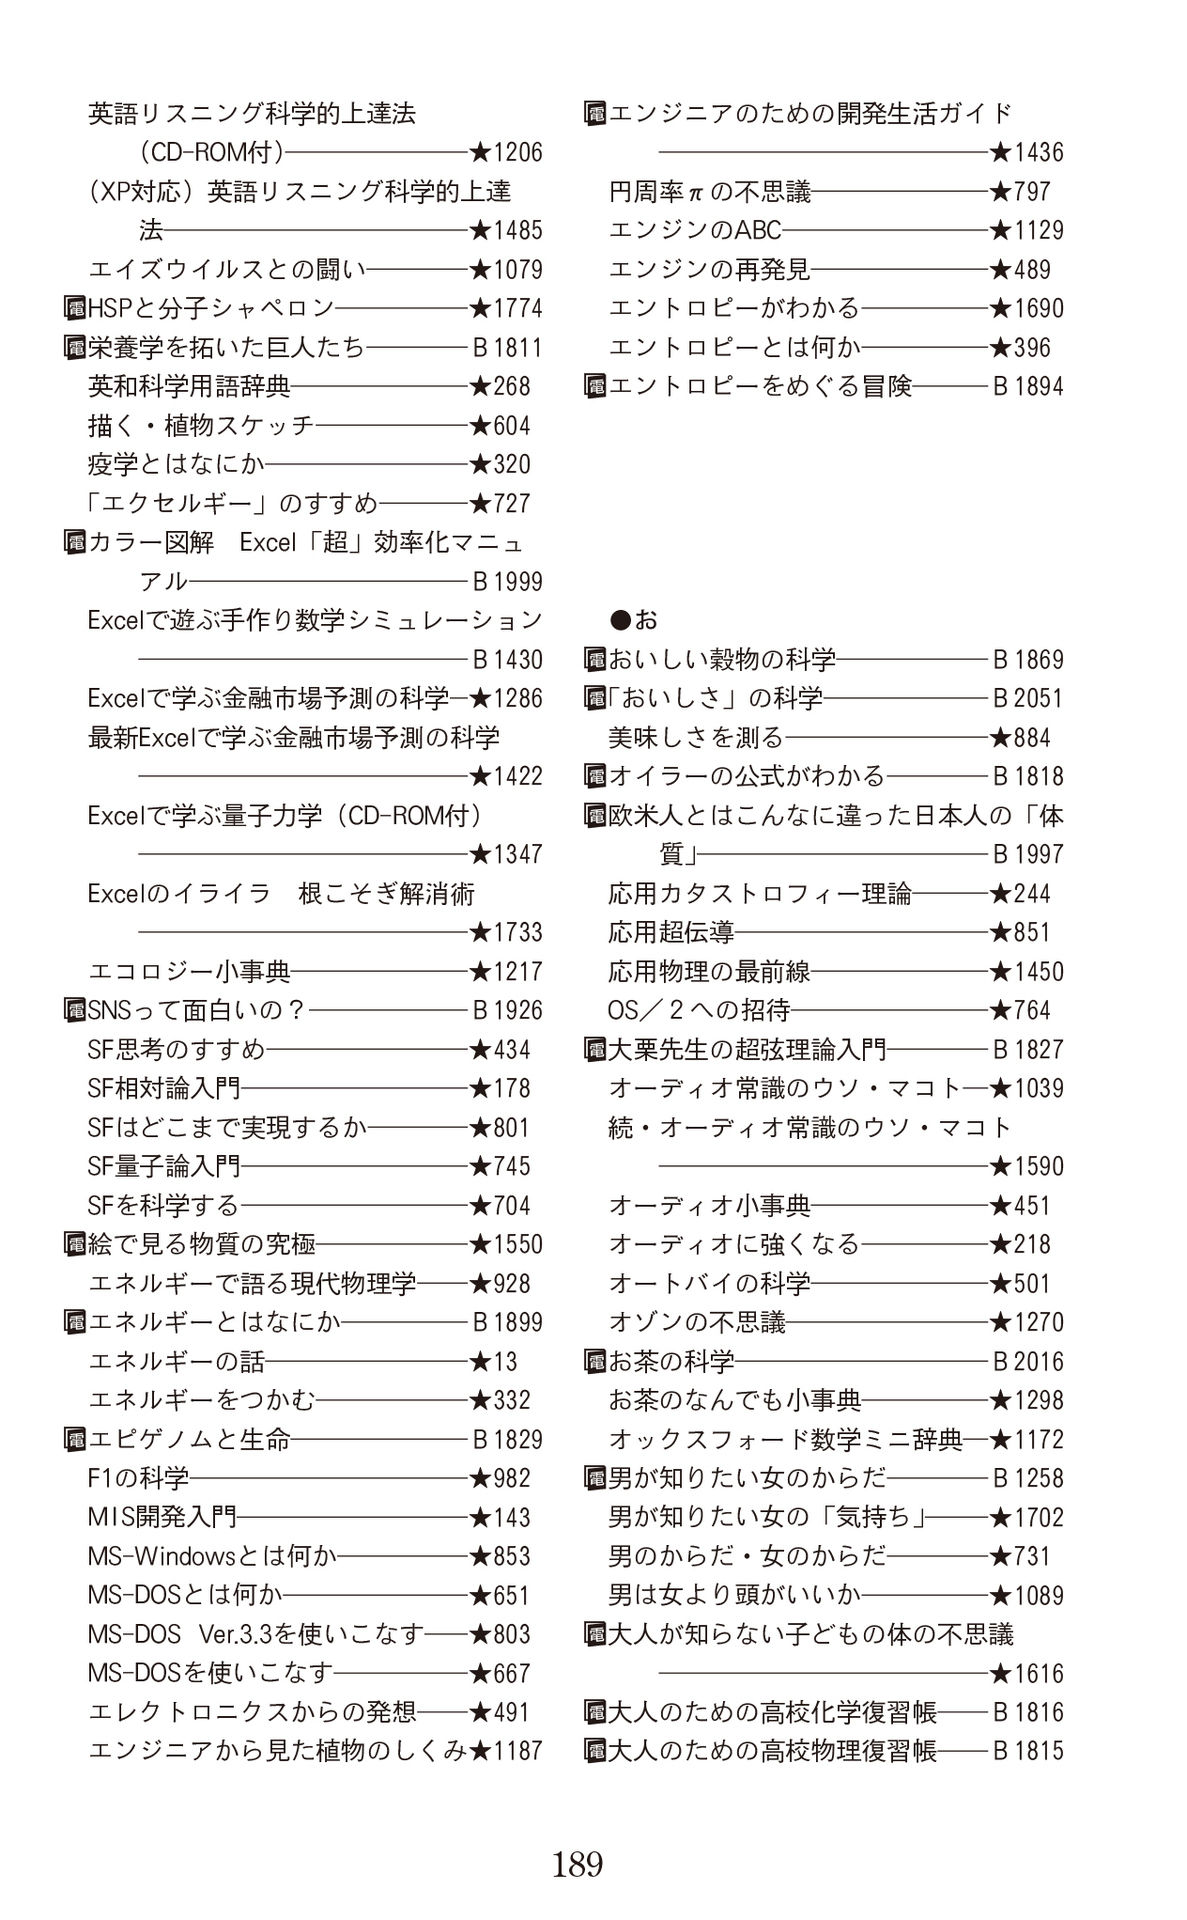 英語リスニング科学的上達法
（CD-ROM付）―★1206
（XP対応）英語リスニング科学的上達
法―★1485
エイズウイルスとの闘い―★1079
電HSPと分子シャペロン―★1774
電栄養学を拓いた巨人たち―B 1811
英和科学用語辞典―★268
描く・植物スケッチ―★604
疫学とはなにか―★320
「エクセルギー」のすすめ―★727
電カラー図解　Excel「超」効率化マニュ
アル―B 1999
Excelで遊ぶ手作り数学シミュレーション
―B 1430
Excelで学ぶ金融市場予測の科学―★1286
最新Excelで学ぶ金融市場予測の科学
―★1422
Excelで学ぶ量子力学（CD-ROM付）
―★1347
Excelのイライラ　根こそぎ解消術
―★1733
エコロジー小事典―★1217
電SNSって面白いの？―B 1926
SF思考のすすめ―★434
SF相対論入門―★178
SFはどこまで実現するか―★801
SF量子論入門―★745
SFを科学する―★704
電絵で見る物質の究極―★1550
エネルギーで語る現代物理学―★928
電エネルギーとはなにか―B 1899
エネルギーの話―★13
エネルギーをつかむ―★332
電エピゲノムと生命―B 1829
F1の科学―★982
MIS開発入門―★143
MS-Windowsとは何か―★853
MS-DOSとは何か―★651
MS-DOS Ver.3.3を使いこなす―★803
MS-DOSを使いこなす―★667
エレクトロニクスからの発想―★491
エンジニアから見た植物のしくみ★1187
電エンジニアのための開発生活ガイド
―★1436
円周率πの不思議―★797
エンジンのABC―★1129
エンジンの再発見―★489
エントロピーがわかる―★1690
エントロピーとは何か―★396
電エントロピーをめぐる冒険―B 1894
●お
電おいしい穀物の科学―B 1869
電「おいしさ」の科学―B 2051
美味しさを測る―★884
電オイラーの公式がわかる―B 1818
電欧米人とはこんなに違った日本人の「体
質」―B 1997
応用カタストロフィー理論―★244
応用超伝導―★851
応用物理の最前線―★1450
OS／2への招待―★764
電大栗先生の超弦理論入門―B 1827
オーディオ常識のウソ・マコト―★1039
続・オーディオ常識のウソ・マコト
―★1590
オーディオ小事典―★451
オーディオに強くなる―★218
オートバイの科学―★501
オゾンの不思議―★1270
電お茶の科学―B 2016
お茶のなんでも小事典―★1298
オックスフォード数学ミニ辞典―★1172
電男が知りたい女のからだ―B 1258
男が知りたい女の「気持ち」―★1702
男のからだ・女のからだ―★731
男は女より頭がいいか―★1089
電大人が知らない子どもの体の不思議
―★1616
電大人のための高校化学復習帳―B 1816
電大人のための高校物理復習帳―B 1815
189